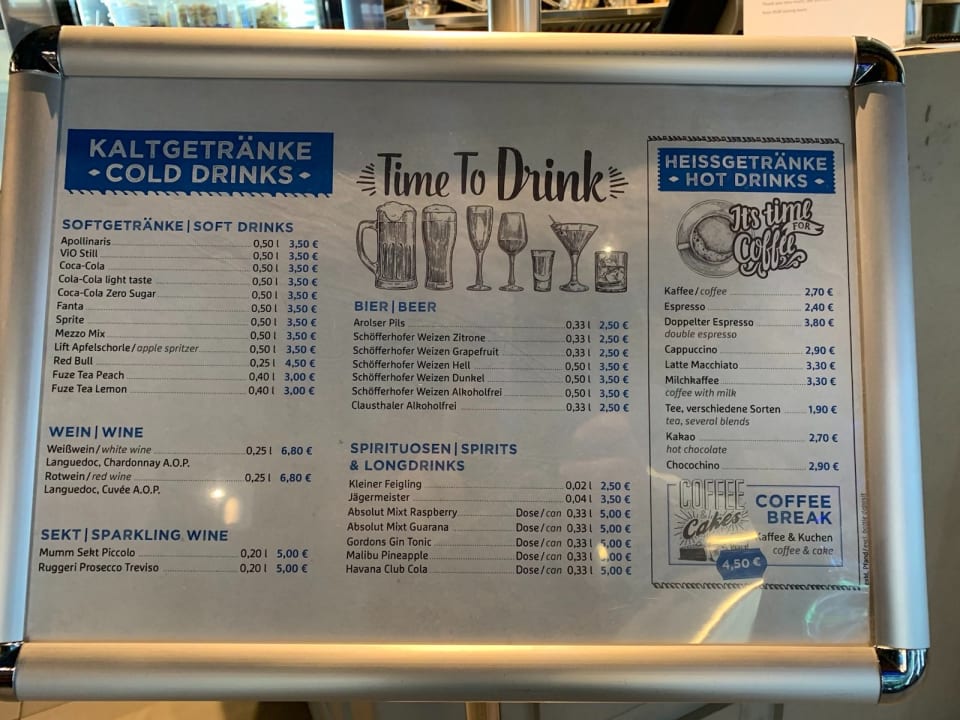 KALTGETRÄNKE
COLD DRINKS
SOFTGETRÄNKE | SOFT DRINKS
Apollinaris 0,50 l 3,50 €
ViO Still 0,50 l 3,50 €
Coca-Cola 0,50 l 3,50 €
Cola-Cola light taste 0,50 l 3,50 €
Coca-Cola Zero Sugar 0,50 l 3,50 €
Fanta 0,50 l 3,50 €
Sprite 0,50 l 3,50 €
Mezzo Mix 0,50 l 3,50 €
Lift Apfelschorle / apple spritzer 0,50 l 3,50 €
Red Bull 0,25 l 4,50 €
Fuze Tea Peach 0,40 l 3,00 €
Fuze Tea Lemon 0,40 l 3,00 €
WEIN | WINE
Weißwein / white wine 0,25 l 6,80 €
Languedoc, Chardonnay A.O.P.
Rotwein / red wine 0,25 l 6,80 €
Languedoc, Cuvée A.O.P.
SEKT | SPARKLING WINE
Mumm Sekt Piccolo 0,20 l 5,00 €
Ruggeri Prosecco Treviso 0,20 l 5,00 €
Time To Drink
BIER | BEER
Arolser Pils 0,33 l 2,50 €
Schöfferhofer Weizen Zitrone 0,33 l 2,50 €
Schöfferhofer Weizen Grapefruit 0,33 l 2,50 €
Schöfferhofer Weizen Hell 0,50 l 3,50 €
Schöfferhofer Weizen Dunkel 0,50 l 3,50 €
Schöfferhofer Weizen Alkoholfrei 0,50 l 3,50 €
Clausthaler Alkoholfrei 0,33 l 2,50 €
SPIRITUOSEN | SPIRITS
& LONGDRINKS
Kleiner Feigling 0,02 l 2,50 €
Jägermeister 0,04 l 3,50 €
Absolut Mixt Raspberry Dose / can 0,33 l 5,00 €
Absolut Mixt Guarana Dose / can 0,33 l 5,00 €
Gordons Gin Tonic Dose / can 0,33 l 5,00 €
Malibu Pineapple Dose / can 0,33 l 5,00 €
Havana Club Cola Dose / can 0,33 l 5,00 €
HEISSGETRÄNKE
HOT DRINKS
It's time
FOR
Coffee
Kaffee / coffee 2,70 €
Espresso 2,40 €
Doppelter Espresso 3,80 €
double espresso
Cappuccino 2,90 €
Latte Macchiato 3,30 €
Milchkaffee 3,30 €
coffee with milk
Tee, verschiedene Sorten 1,90 €
tea, several blends
Kakao 2,70 €
hot chocolate
Chocochino 2,90 €
COFFEE
&
Cakes
COFFEE
BREAK
Kaffee & Kuchen
coffee & cake
4,50 €